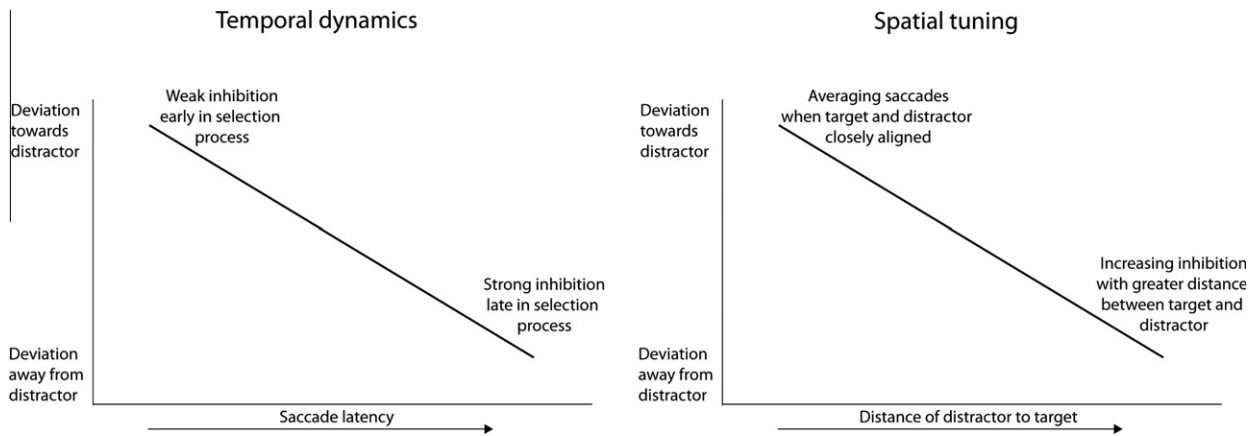 Temporal dynamics
Deviation
towards
distractor
Weak inhibition
early in selection
process
Strong inhibition
late in selection
process
Deviation
away from
distractor
Saccade latency
Spatial tuning
Deviation
towards
distractor
Averaging saccades
when target and distractor
closely aligned
Increasing inhibition
with greater distance
between target and
distractor
Deviation
away from
distractor
Distance of distractor to target